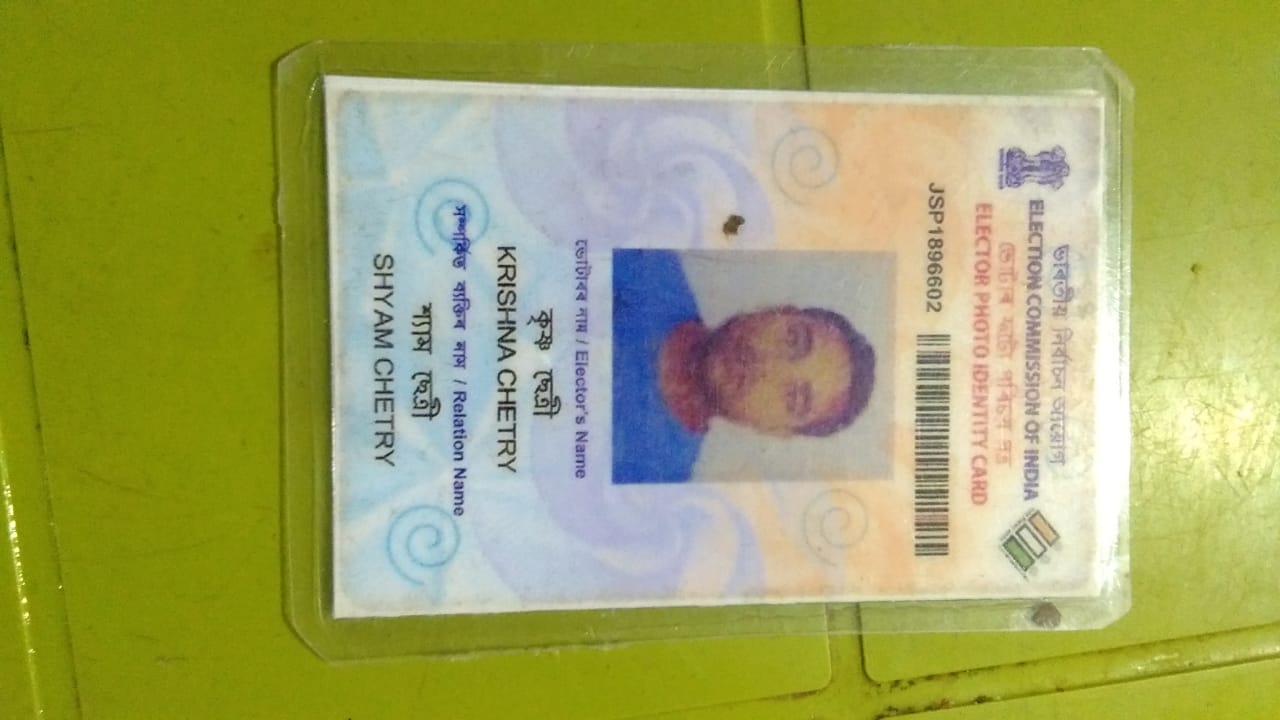 ভাৰতীয় নিৰ্বাচন আয়োগ
ELECTION COMMISSION OF INDIA
ভোটাৰ ফটো পৰিচয় পত্ৰ
ELECTOR PHOTO IDENTITY CARD
JSP1896602
ভোটাৰৰ নাম / Elector's Name
কৃষ্ণ ছেত্ৰী
KRISHNA CHETRY
সম্পৰ্কিত ব্যক্তিৰ নাম / Relation Name
শ্যাম ছেত্ৰী
SHYAM CHETRY